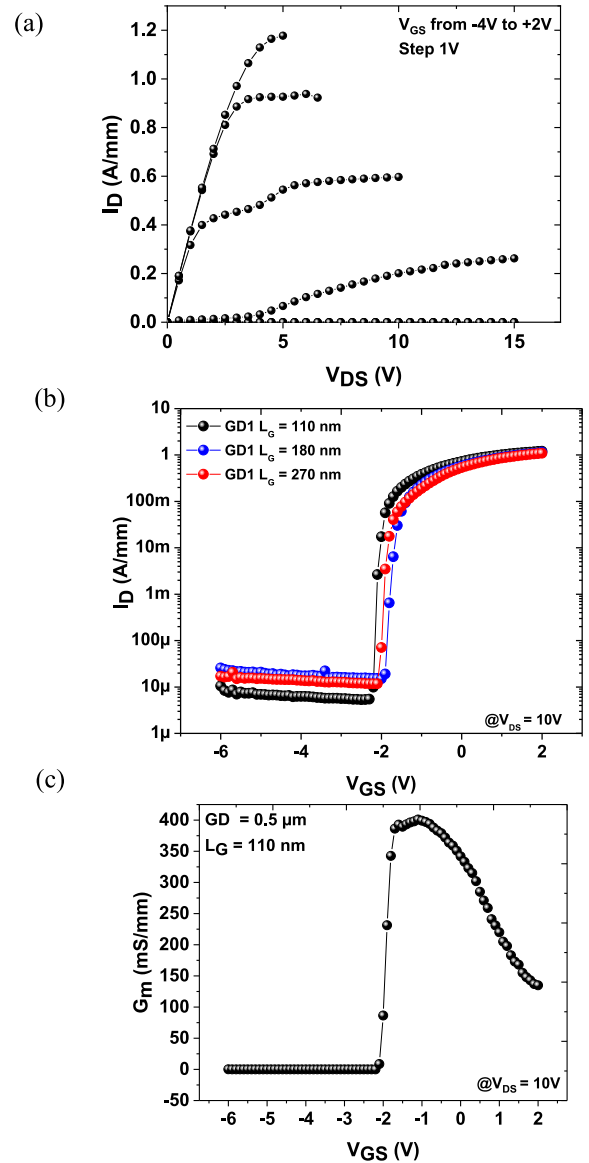 (a)
V_GS from -4V to +2V
Step 1V
1.2
1.0
0.8
0.6
0.4
0.2
0.0
I_D (A/mm)
0 5 10 15
V_DS (V)
(b)
GD1 L_G = 110 nm
GD1 L_G = 180 nm
GD1 L_G = 270 nm
10
1
100m
10m
1m
100µ
10µ
1µ
I_D (A/mm)
@V_DS = 10V
-6 -4 -2 0 2
V_GS (V)
(c)
GD = 0.5 µm
L_G = 110 nm
400
350
300
250
200
150
100
50
0
-50
G_m (mS/mm)
@V_DS = 10V
-6 -5 -4 -3 -2 -1 0 1 2
V_GS (V)